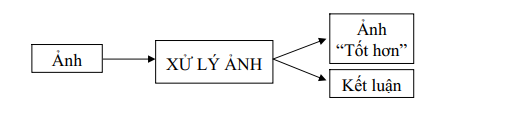 Ảnh
XỬ LÝ ẢNH
Ảnh
“Tốt hơn”
Kết luận